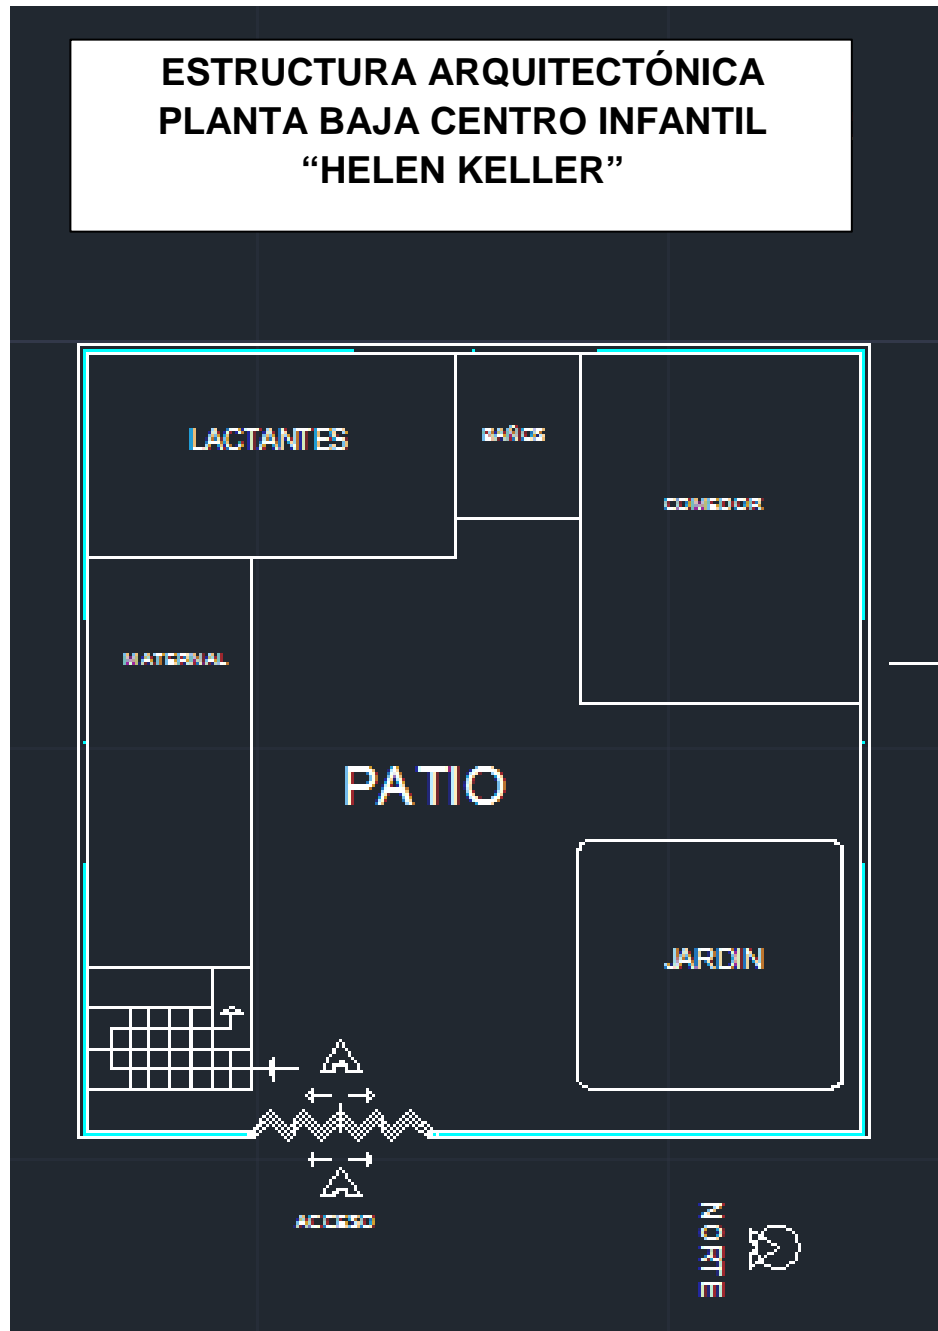 ESTRUCTURA ARQUITECTÓNICA
PLANTA BAJA CENTRO INFANTIL
“HELEN KELLER”
LACTANTES
BAÑOS
COMEDOR
MATERNAL
PATIO
JARDIN
ACCESO
NORTE